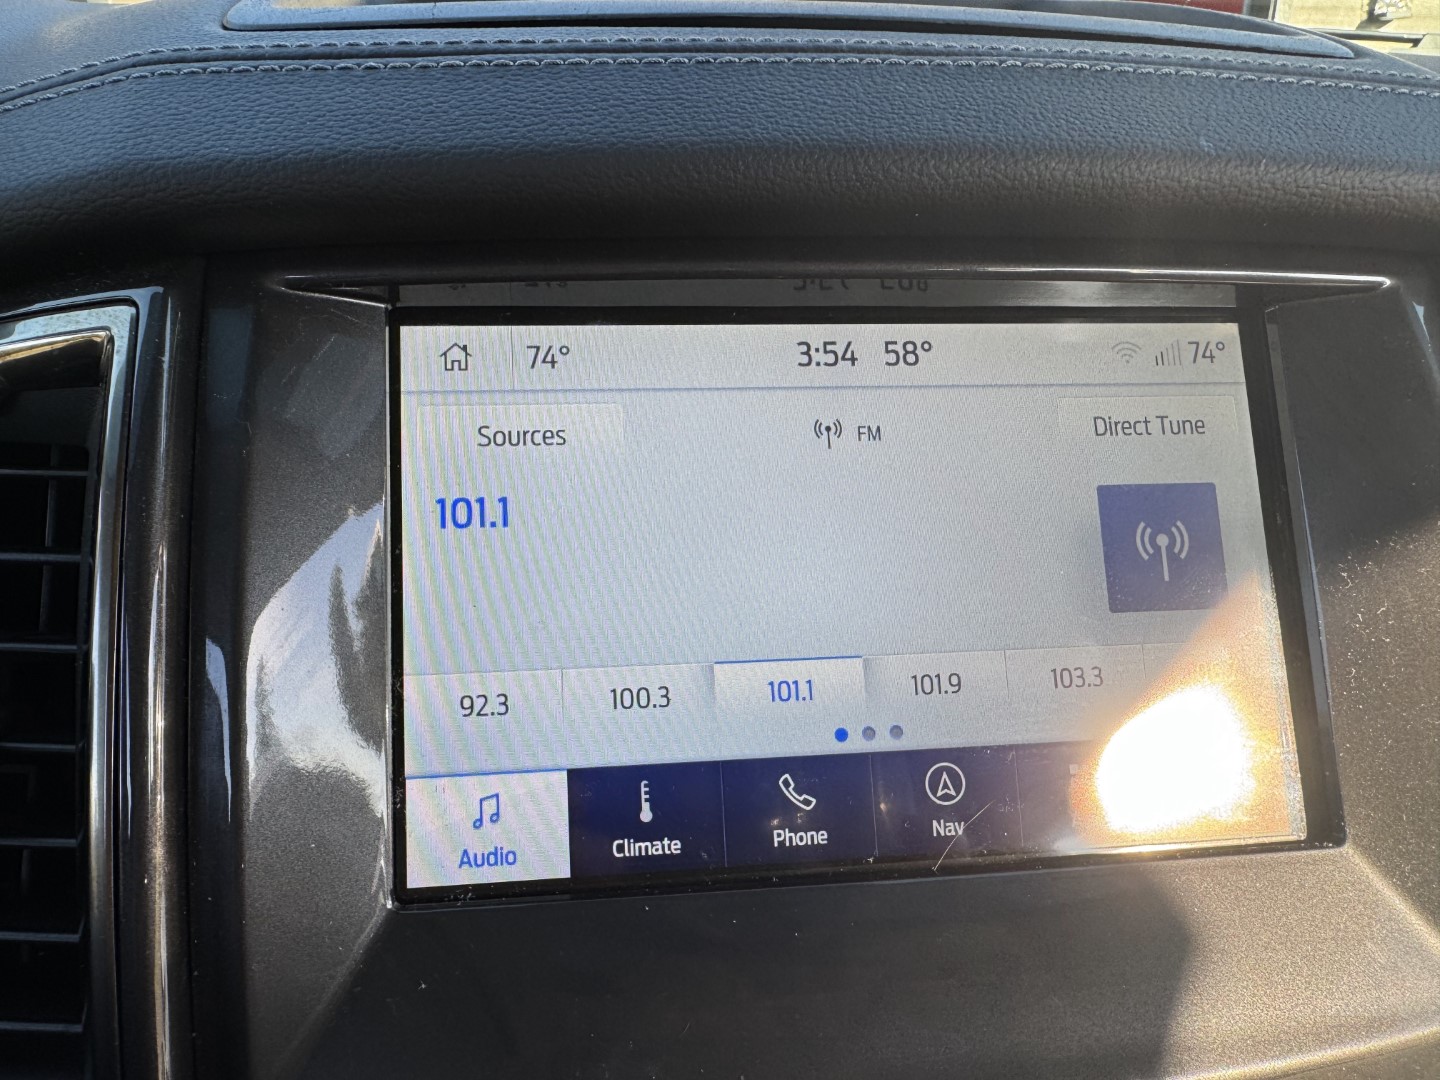 74° 3:54 58° 74°
Sources FM Direct Tune
101.1
92.3 100.3 101.1 101.9 103.3
Audio Climate Phone Nav